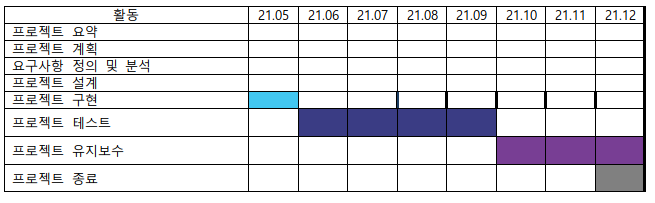 활동 21.05 21.06 21.07 21.08 21.09 21.10 21.11 21.12
프로젝트 요약
프로젝트 계획
요구사항 정의 및 분석
프로젝트 설계
프로젝트 구현
프로젝트 테스트
프로젝트 유지보수
프로젝트 종료